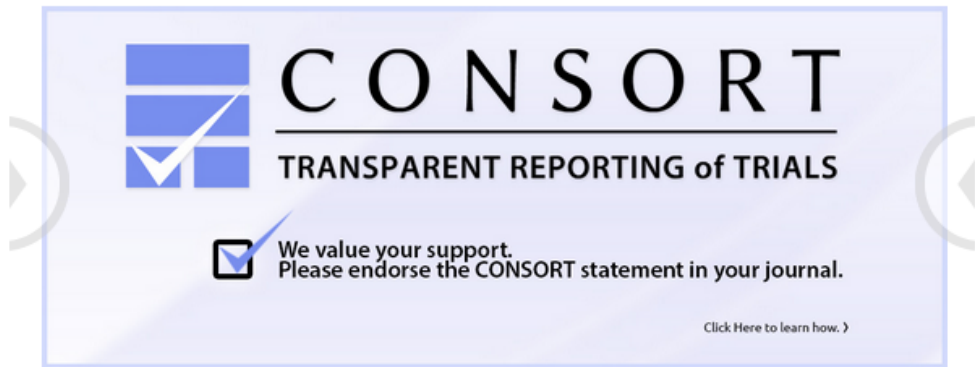 CONSORT
TRANSPARENT REPORTING of TRIALS
We value your support.
Please endorse the CONSORT statement in your journal.
Click Here to learn how. ❯